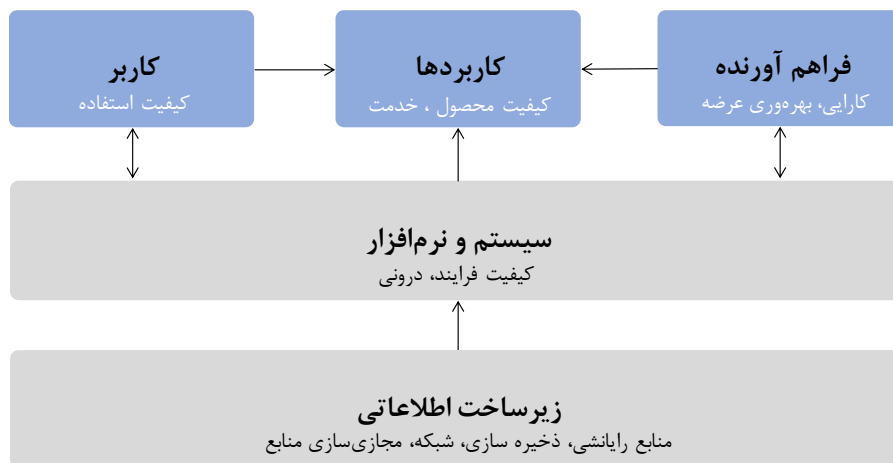 فراهم آورنده
کارایی، بهره‌وری عرضه
کاربردها
کیفیت محصول ، خدمت
کاربر
کیفیت استفاده
سیستم و نرم‌افزار
کیفیت فرایند، درونی
زیرساخت اطلاعاتی
منابع رایانشی، ذخیره سازی، شبکه، مجازی‌سازی منابع